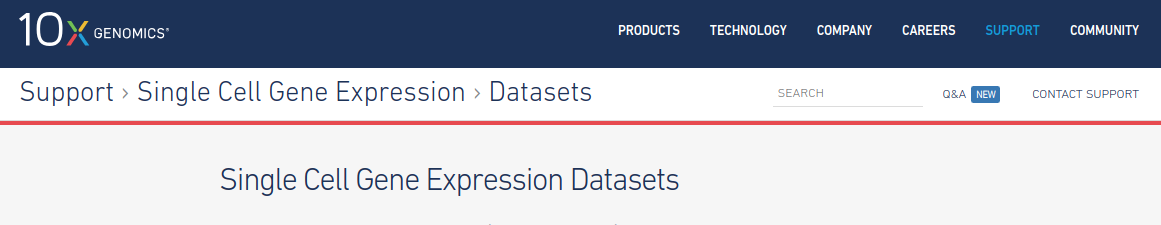 10X GENOMICS®
PRODUCTS TECHNOLOGY COMPANY CAREERS SUPPORT COMMUNITY
Support › Single Cell Gene Expression › Datasets
SEARCH
Q&A NEW
CONTACT SUPPORT
Single Cell Gene Expression Datasets